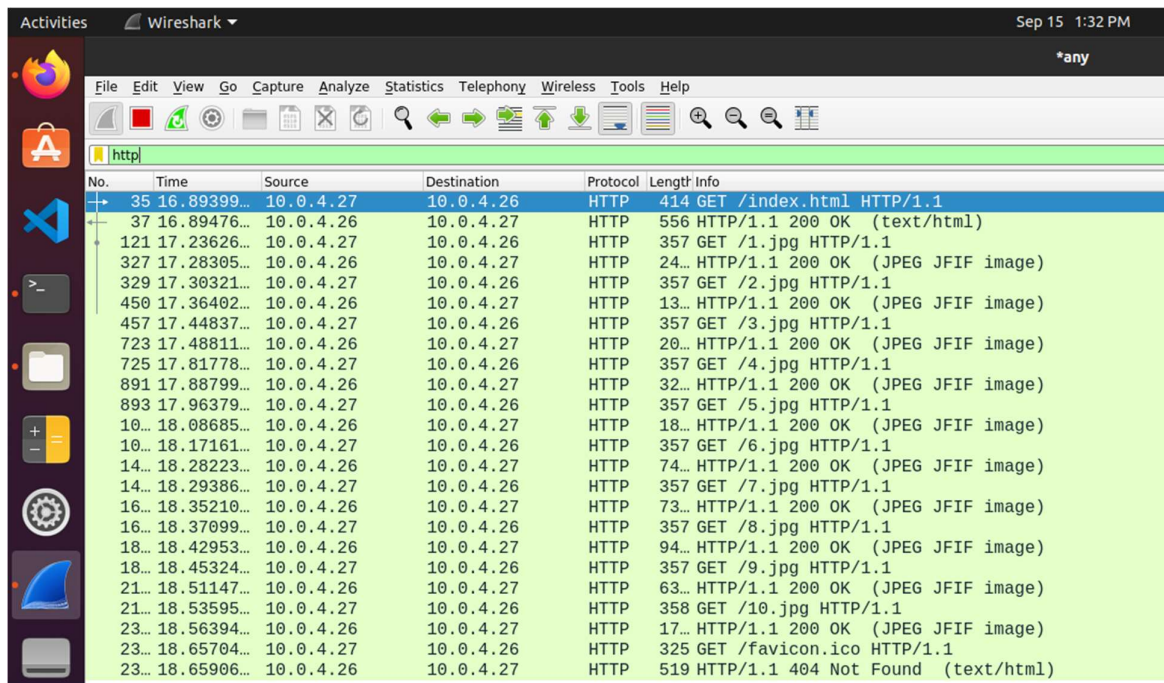 Activities Wireshark Sep 15 1:32 PM
*any
File Edit View Go Capture Analyze Statistics Telephony Wireless Tools Help
http
No. Time Source Destination Protocol Length Info
35 16.89399… 10.0.4.27 10.0.4.26 HTTP 414 GET /index.html HTTP/1.1
37 16.89476… 10.0.4.26 10.0.4.27 HTTP 556 HTTP/1.1 200 OK (text/html)
121 17.23626… 10.0.4.27 10.0.4.26 HTTP 357 GET /1.jpg HTTP/1.1
327 17.28305… 10.0.4.26 10.0.4.27 HTTP 24… HTTP/1.1 200 OK (JPEG JFIF image)
329 17.30321… 10.0.4.27 10.0.4.26 HTTP 357 GET /2.jpg HTTP/1.1
450 17.36402… 10.0.4.26 10.0.4.27 HTTP 13… HTTP/1.1 200 OK (JPEG JFIF image)
457 17.44837… 10.0.4.27 10.0.4.26 HTTP 357 GET /3.jpg HTTP/1.1
723 17.48811… 10.0.4.26 10.0.4.27 HTTP 20… HTTP/1.1 200 OK (JPEG JFIF image)
725 17.81778… 10.0.4.27 10.0.4.26 HTTP 357 GET /4.jpg HTTP/1.1
891 17.88799… 10.0.4.26 10.0.4.27 HTTP 32… HTTP/1.1 200 OK (JPEG JFIF image)
893 17.96379… 10.0.4.27 10.0.4.26 HTTP 357 GET /5.jpg HTTP/1.1
10… 18.08685… 10.0.4.26 10.0.4.27 HTTP 18… HTTP/1.1 200 OK (JPEG JFIF image)
10… 18.17161… 10.0.4.27 10.0.4.26 HTTP 357 GET /6.jpg HTTP/1.1
14… 18.28223… 10.0.4.26 10.0.4.27 HTTP 74… HTTP/1.1 200 OK (JPEG JFIF image)
14… 18.29386… 10.0.4.27 10.0.4.26 HTTP 357 GET /7.jpg HTTP/1.1
16… 18.35210… 10.0.4.26 10.0.4.27 HTTP 73… HTTP/1.1 200 OK (JPEG JFIF image)
16… 18.37099… 10.0.4.27 10.0.4.26 HTTP 357 GET /8.jpg HTTP/1.1
18… 18.42953… 10.0.4.26 10.0.4.27 HTTP 94… HTTP/1.1 200 OK (JPEG JFIF image)
18… 18.45324… 10.0.4.27 10.0.4.26 HTTP 357 GET /9.jpg HTTP/1.1
21… 18.51147… 10.0.4.26 10.0.4.27 HTTP 63… HTTP/1.1 200 OK (JPEG JFIF image)
21… 18.53595… 10.0.4.27 10.0.4.26 HTTP 358 GET /10.jpg HTTP/1.1
23… 18.56394… 10.0.4.26 10.0.4.27 HTTP 17… HTTP/1.1 200 OK (JPEG JFIF image)
23… 18.65704… 10.0.4.27 10.0.4.26 HTTP 325 GET /favicon.ico HTTP/1.1
23… 18.65906… 10.0.4.26 10.0.4.27 HTTP 519 HTTP/1.1 404 Not Found (text/html)